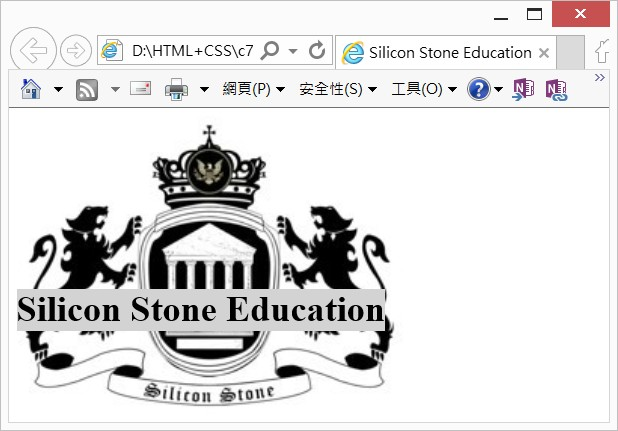 D:\HTML+CSS\c7
Silicon Stone Education
網頁(P) 安全性(S) 工具(O)
Silicon Stone Education
Silicon Stone